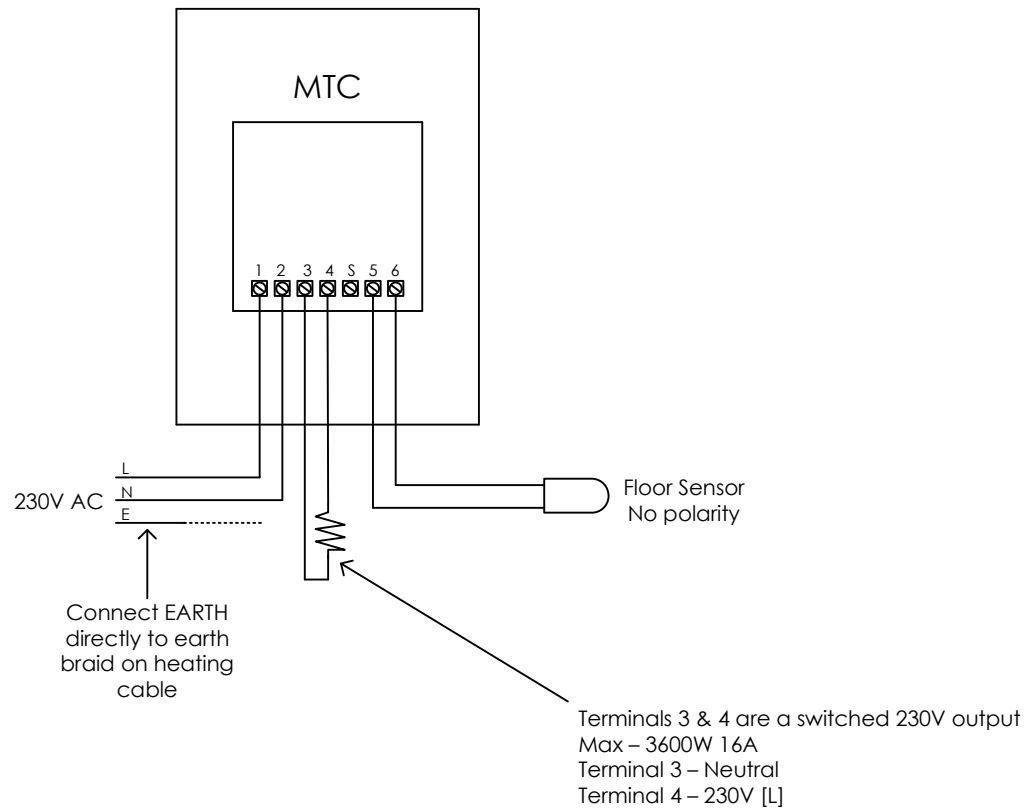 MTC
1 2 3 4 S 5 6
L
230V AC
N
E
Floor Sensor
No polarity
Connect EARTH
directly to earth
braid on heating
cable
Terminals 3 & 4 are a switched 230V output
Max – 3600W 16A
Terminal 3 – Neutral
Terminal 4 – 230V [L]